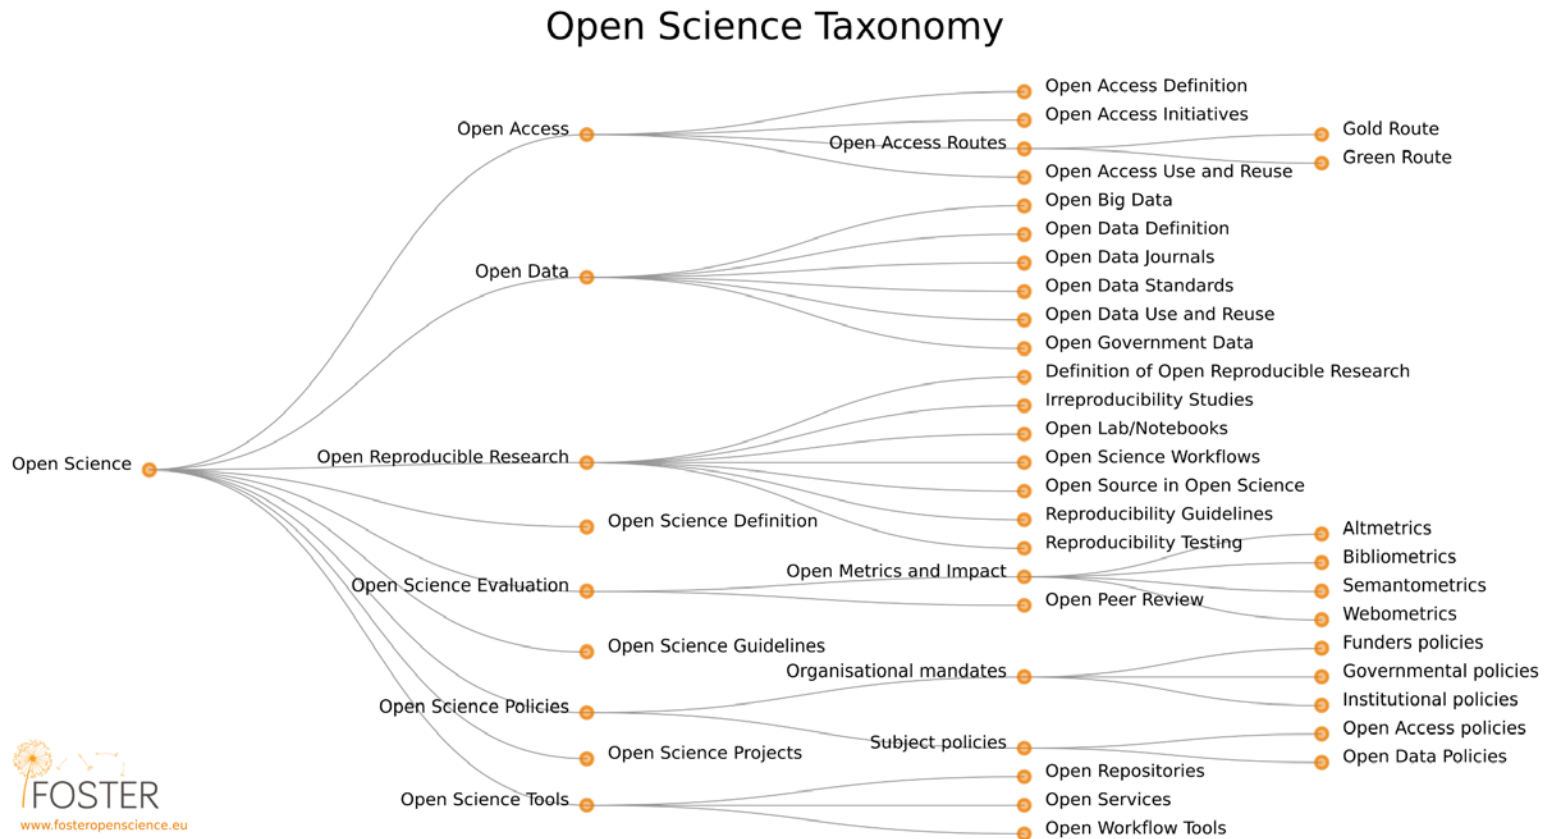 Open Science Taxonomy
Open Science
Open Access
Open Access Definition
Open Access Initiatives
Open Access Routes
Gold Route
Green Route
Open Access Use and Reuse
Open Data
Open Big Data
Open Data Definition
Open Data Journals
Open Data Standards
Open Data Use and Reuse
Open Government Data
Open Reproducible Research
Definition of Open Reproducible Research
Irreproducibility Studies
Open Lab/Notebooks
Open Science Workflows
Open Source in Open Science
Reproducibility Guidelines
Reproducibility Testing
Open Science Definition
Open Science Evaluation
Open Metrics and Impact
Altmetrics
Bibliometrics
Semantometrics
Webometrics
Open Peer Review
Open Science Guidelines
Open Science Policies
Organisational mandates
Funders policies
Governmental policies
Institutional policies
Subject policies
Open Access policies
Open Data Policies
Open Science Projects
Open Science Tools
Open Repositories
Open Services
Open Workflow Tools
FOSTER
www.fosteropenscience.eu